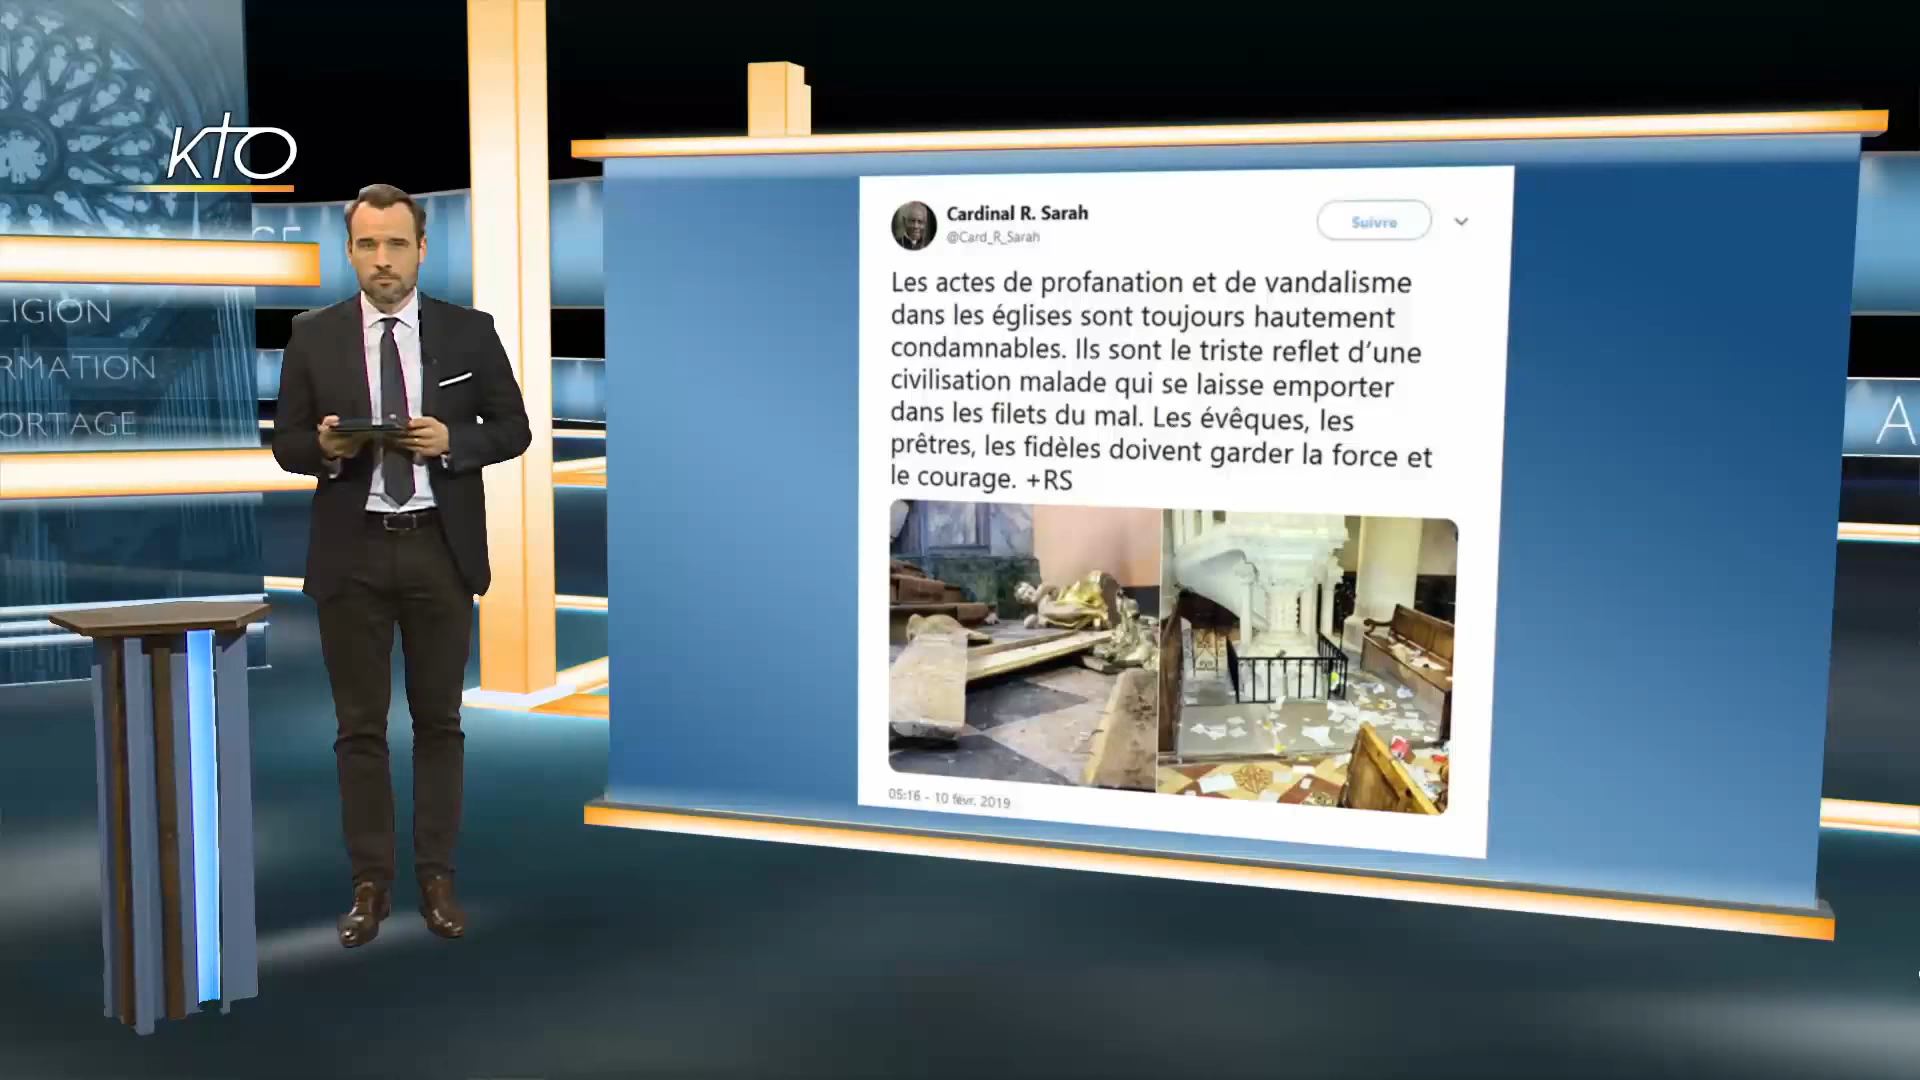 KTO
LIGION
RMATION
ORTAGE
Cardinal R. Sarah
@Card_R_Sarah
Suivre
Les actes de profanation et de vandalisme
dans les églises sont toujours hautement
condamnables. Ils sont le triste reflet d’une
civilisation malade qui se laisse emporter
dans les filets du mal. Les évêques, les
prêtres, les fidèles doivent garder la force et
le courage. +RS
05:16 - 10 févr. 2019
A